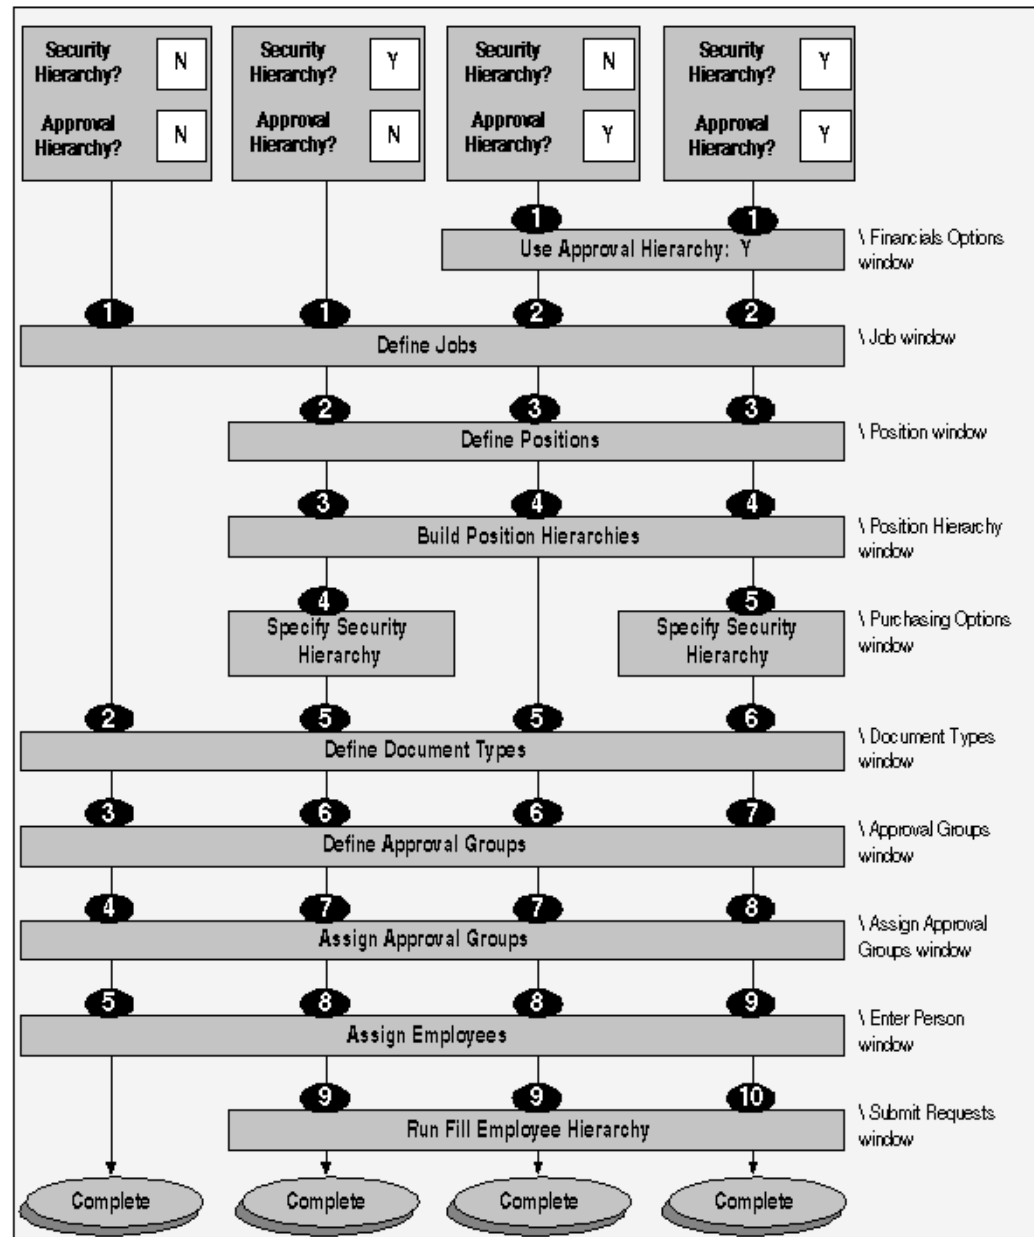 Security Hierarchy? N
Approval Hierarchy? N
Security Hierarchy? Y
Approval Hierarchy? N
Security Hierarchy? N
Approval Hierarchy? Y
Security Hierarchy? Y
Approval Hierarchy? Y
1 1
Use Approval Hierarchy: Y
\ Financials Options
window
1 1 2 2
Define Jobs
\ Job window
2 3 3
Define Positions
\ Position window
3 4 4
Build Position Hierarchies
\ Position Hierarchy
window
4 5
Specify Security
Hierarchy
Specify Security
Hierarchy
\ Purchasing Options
window
2 5 5 6
Define Document Types
\ Document Types
window
3 6 6 7
Define Approval Groups
\ Approval Groups
window
4 7 7 8
Assign Approval Groups
\ Assign Approval
Groups window
5 8 8 9
Assign Employees
\ Enter Person
window
9 9 10
Run Fill Employee Hierarchy
\ Submit Requests
window
Complete Complete Complete Complete